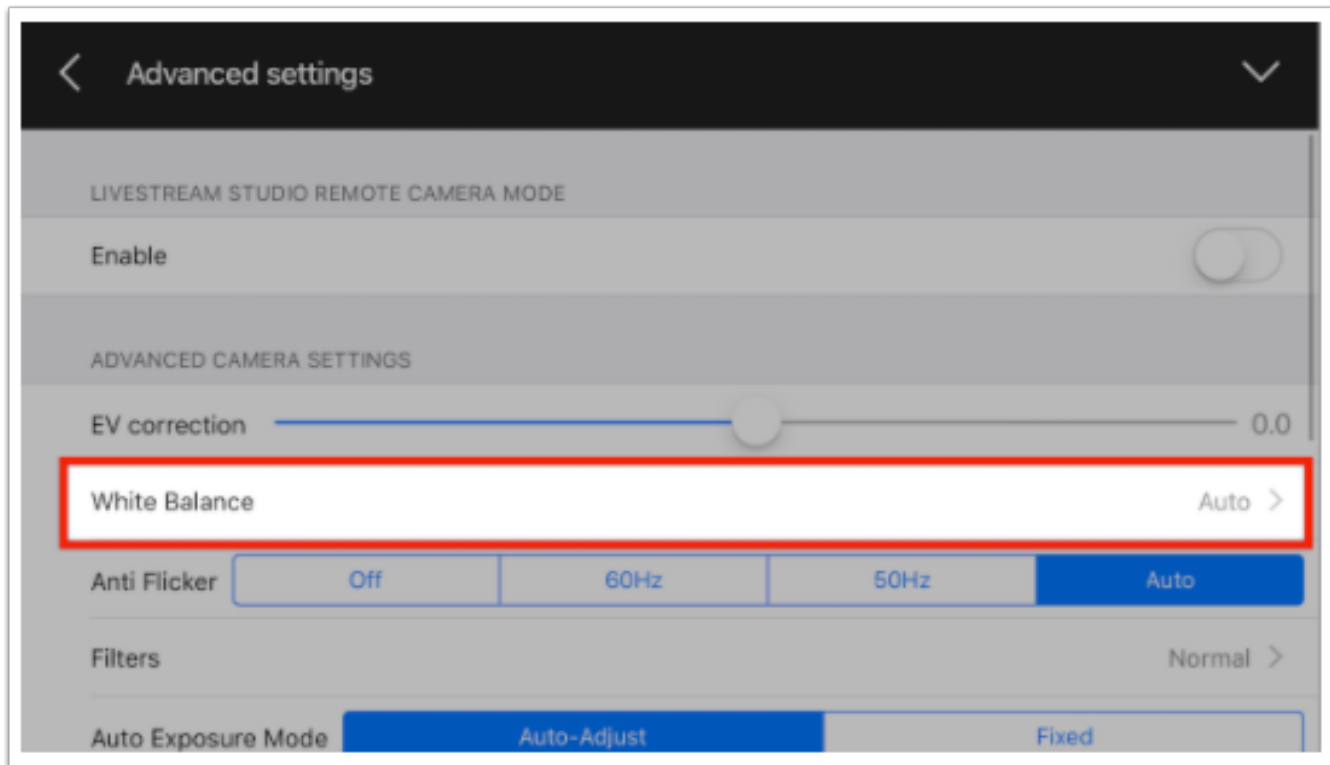 Advanced settings
LIVESTREAM STUDIO REMOTE CAMERA MODE
Enable
ADVANCED CAMERA SETTINGS
EV correction 0.0
White Balance Auto
Anti Flicker Off 60Hz 50Hz Auto
Filters Normal
Auto Exposure Mode Auto-Adjust Fixed